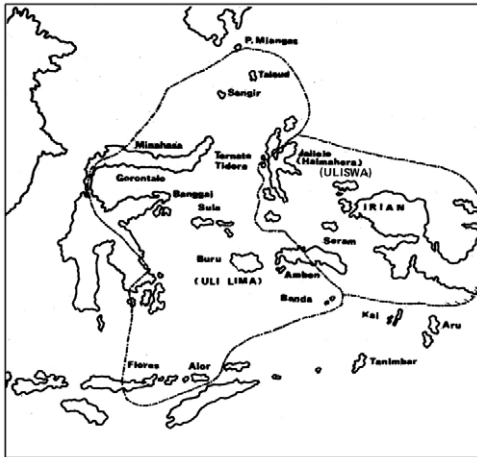 P. Miangas
Talaud
Sangir
Minahasa
Ternate
Tidore
Jailolo
(Halmahera)
(ULISWA)
Gorontalo
Banggai
IRIAN
Sula
Seram
Buru
(ULI LIMA)
Ambon
Banda
Kai
Aru
Tanimbar
Flores
Alor